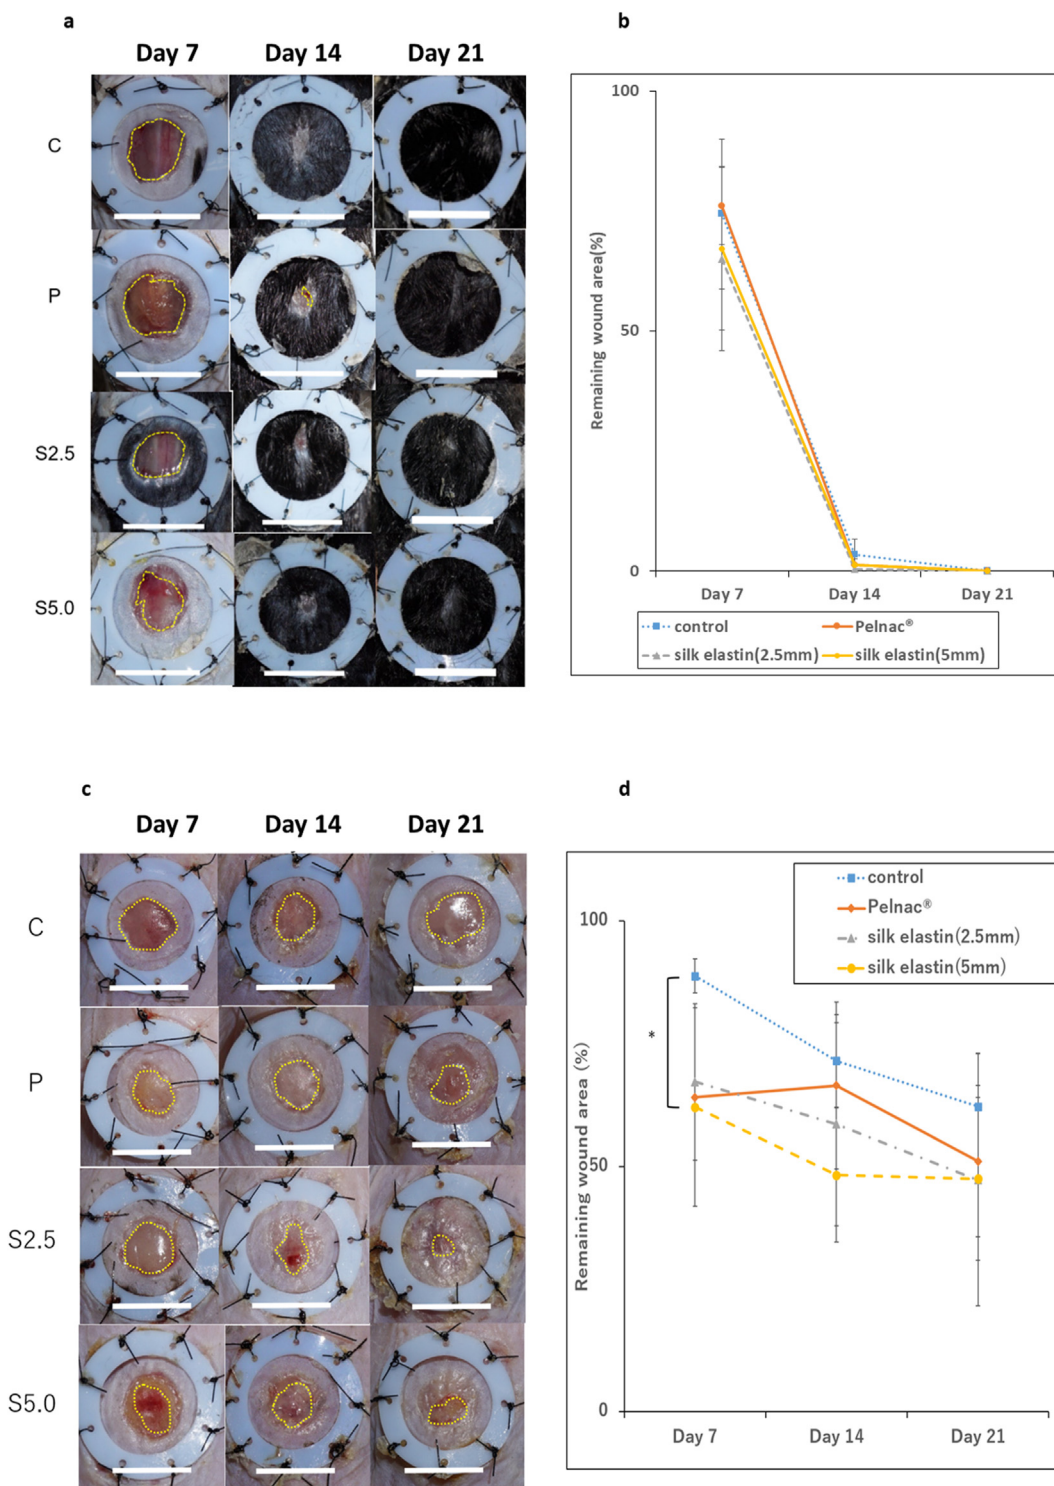 a
Day 7 Day 14 Day 21
C
P
S2.5
S5.0
b
100
50
0
Remaining wound area(%)
Day 7 Day 14 Day 21
control Pelnac®
silk elastin(2.5mm) silk elastin(5mm)
c
Day 7 Day 14 Day 21
C
P
S2.5
S5.0
d
control
Pelnac®
silk elastin(2.5mm)
silk elastin(5mm)
100
*
50
0
Remaining wound area (%)
Day 7 Day 14 Day 21